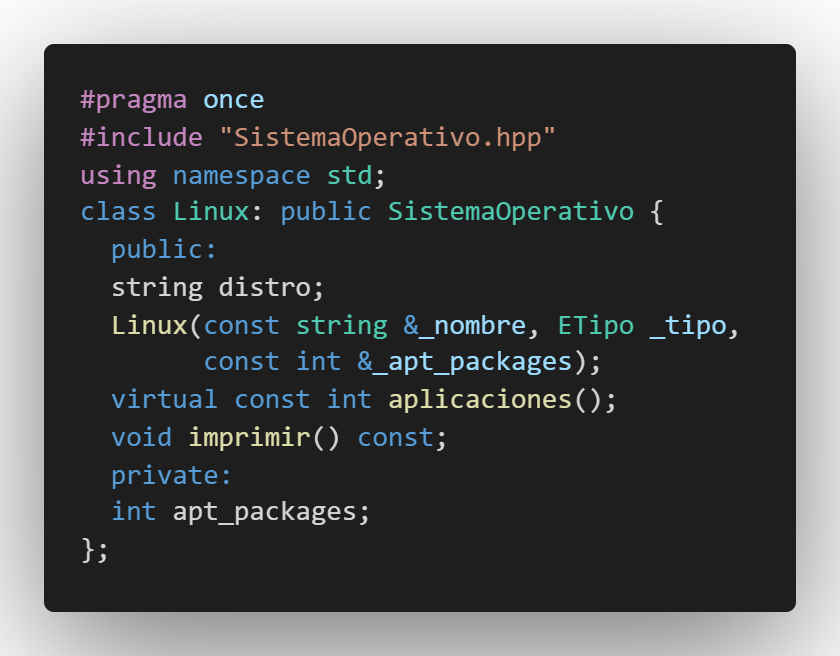 #pragma once
#include "SistemaOperativo.hpp"
using namespace std;
class Linux: public SistemaOperativo {
  public:
  string distro;
  Linux(const string &_nombre, ETipo _tipo,
        const int &_apt_packages);
  virtual const int aplicaciones();
  void imprimir() const;
  private:
  int apt_packages;
};